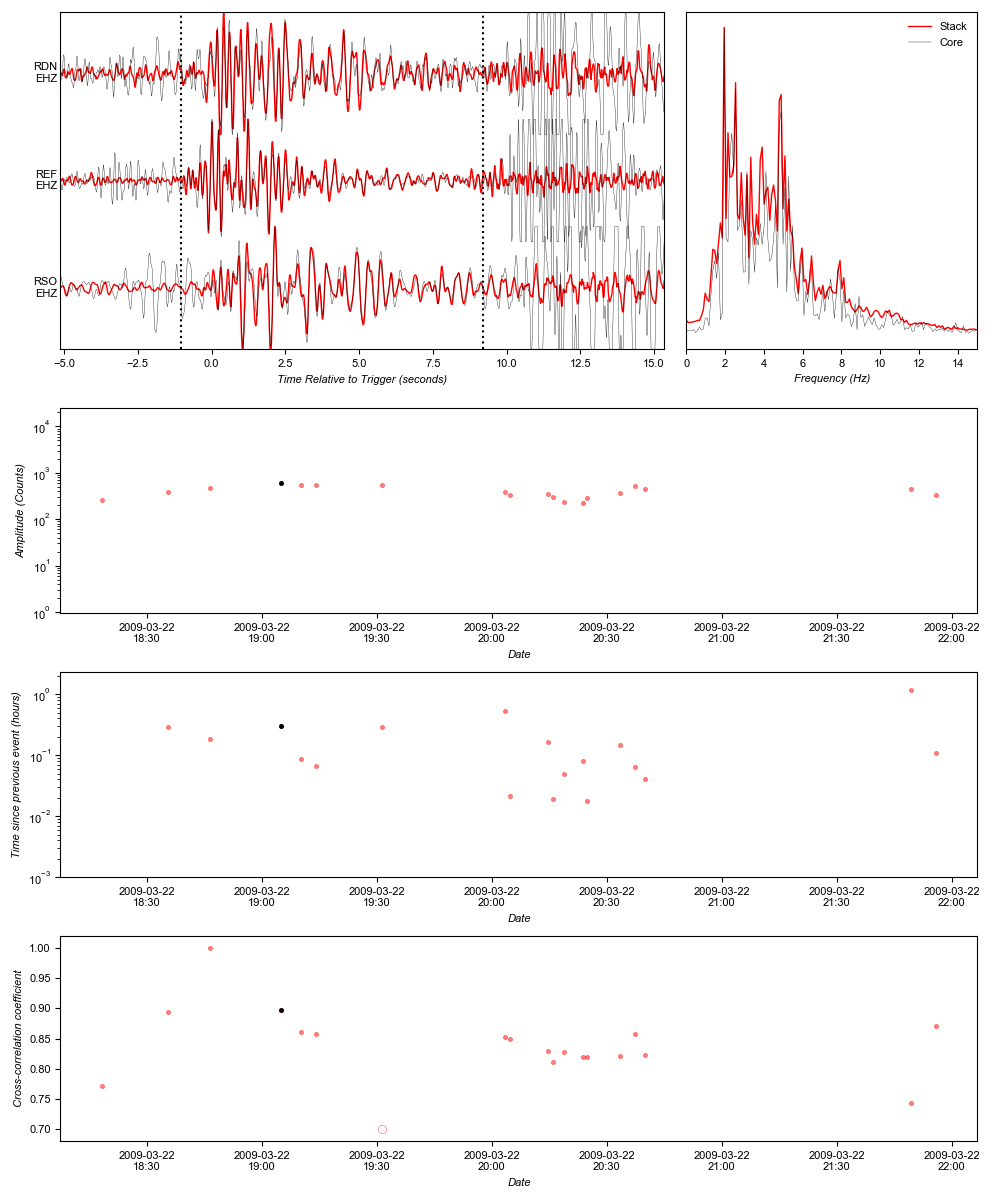 RDN
EHZ
REF
EHZ
RSO
EHZ
−5.0 −2.5 0.0 2.5 5.0 7.5 10.0 12.5 15.0
Time Relative to Trigger (seconds)
Stack
Core
0 2 4 6 8 10 12 14
Frequency (Hz)
Amplitude (Counts)
10⁴
10³
10²
10¹
10⁰
2009-03-22 2009-03-22 2009-03-22 2009-03-22 2009-03-22 2009-03-22 2009-03-22 2009-03-22
18:30 19:00 19:30 20:00 20:30 21:00 21:30 22:00
Date
Time since previous event (hours)
10⁰
10⁻¹
10⁻²
10⁻³
2009-03-22 2009-03-22 2009-03-22 2009-03-22 2009-03-22 2009-03-22 2009-03-22 2009-03-22
18:30 19:00 19:30 20:00 20:30 21:00 21:30 22:00
Date
Cross-correlation coefficient
1.00
0.95
0.90
0.85
0.80
0.75
0.70
2009-03-22 2009-03-22 2009-03-22 2009-03-22 2009-03-22 2009-03-22 2009-03-22 2009-03-22
18:30 19:00 19:30 20:00 20:30 21:00 21:30 22:00
Date